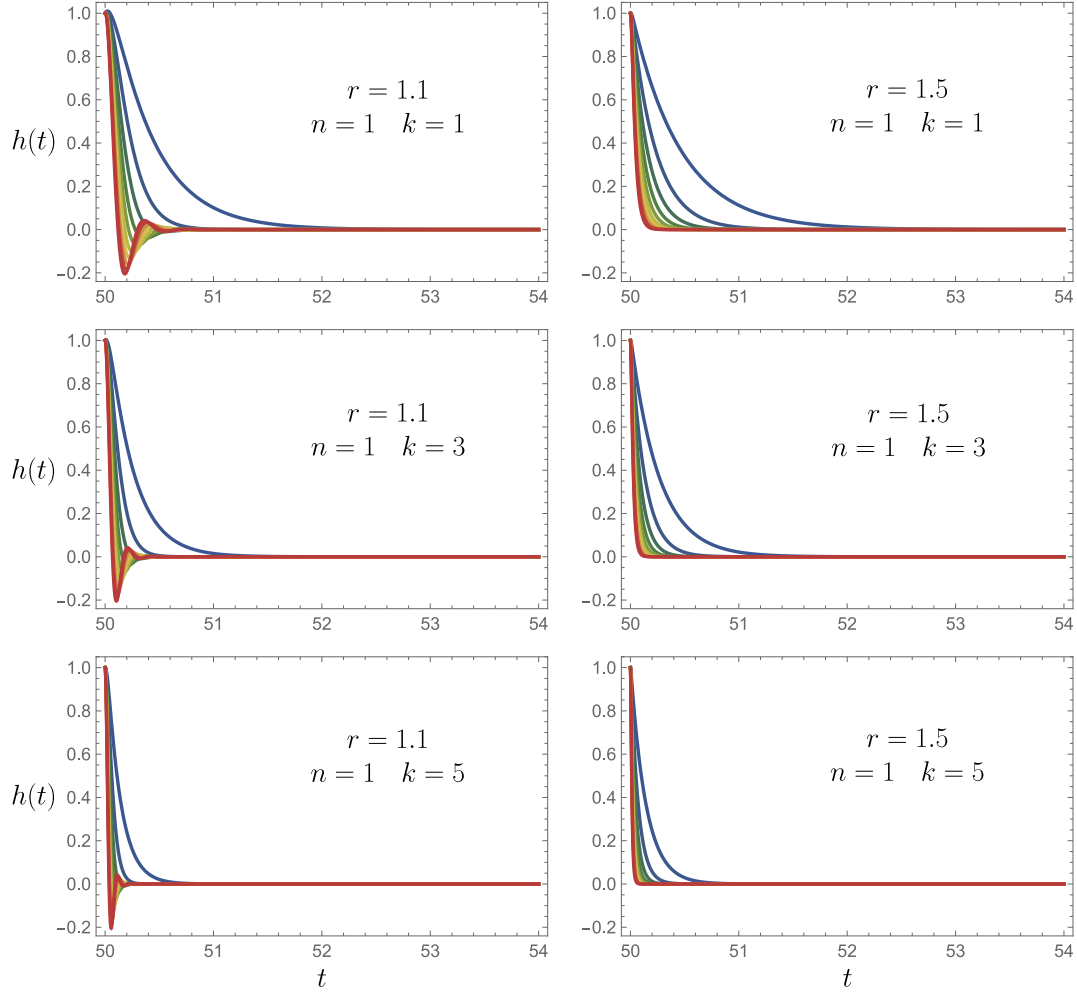 1.0
0.8
0.6
0.4
0.2
0.0
−0.2
h(t)
r = 1.1
n = 1 k = 1
50 51 52 53 54
1.0
0.8
0.6
0.4
0.2
0.0
−0.2
r = 1.5
n = 1 k = 1
50 51 52 53 54
1.0
0.8
0.6
0.4
0.2
0.0
−0.2
h(t)
r = 1.1
n = 1 k = 3
50 51 52 53 54
1.0
0.8
0.6
0.4
0.2
0.0
−0.2
r = 1.5
n = 1 k = 3
50 51 52 53 54
1.0
0.8
0.6
0.4
0.2
0.0
−0.2
h(t)
r = 1.1
n = 1 k = 5
50 51 52 53 54
t
1.0
0.8
0.6
0.4
0.2
0.0
−0.2
r = 1.5
n = 1 k = 5
50 51 52 53 54
t